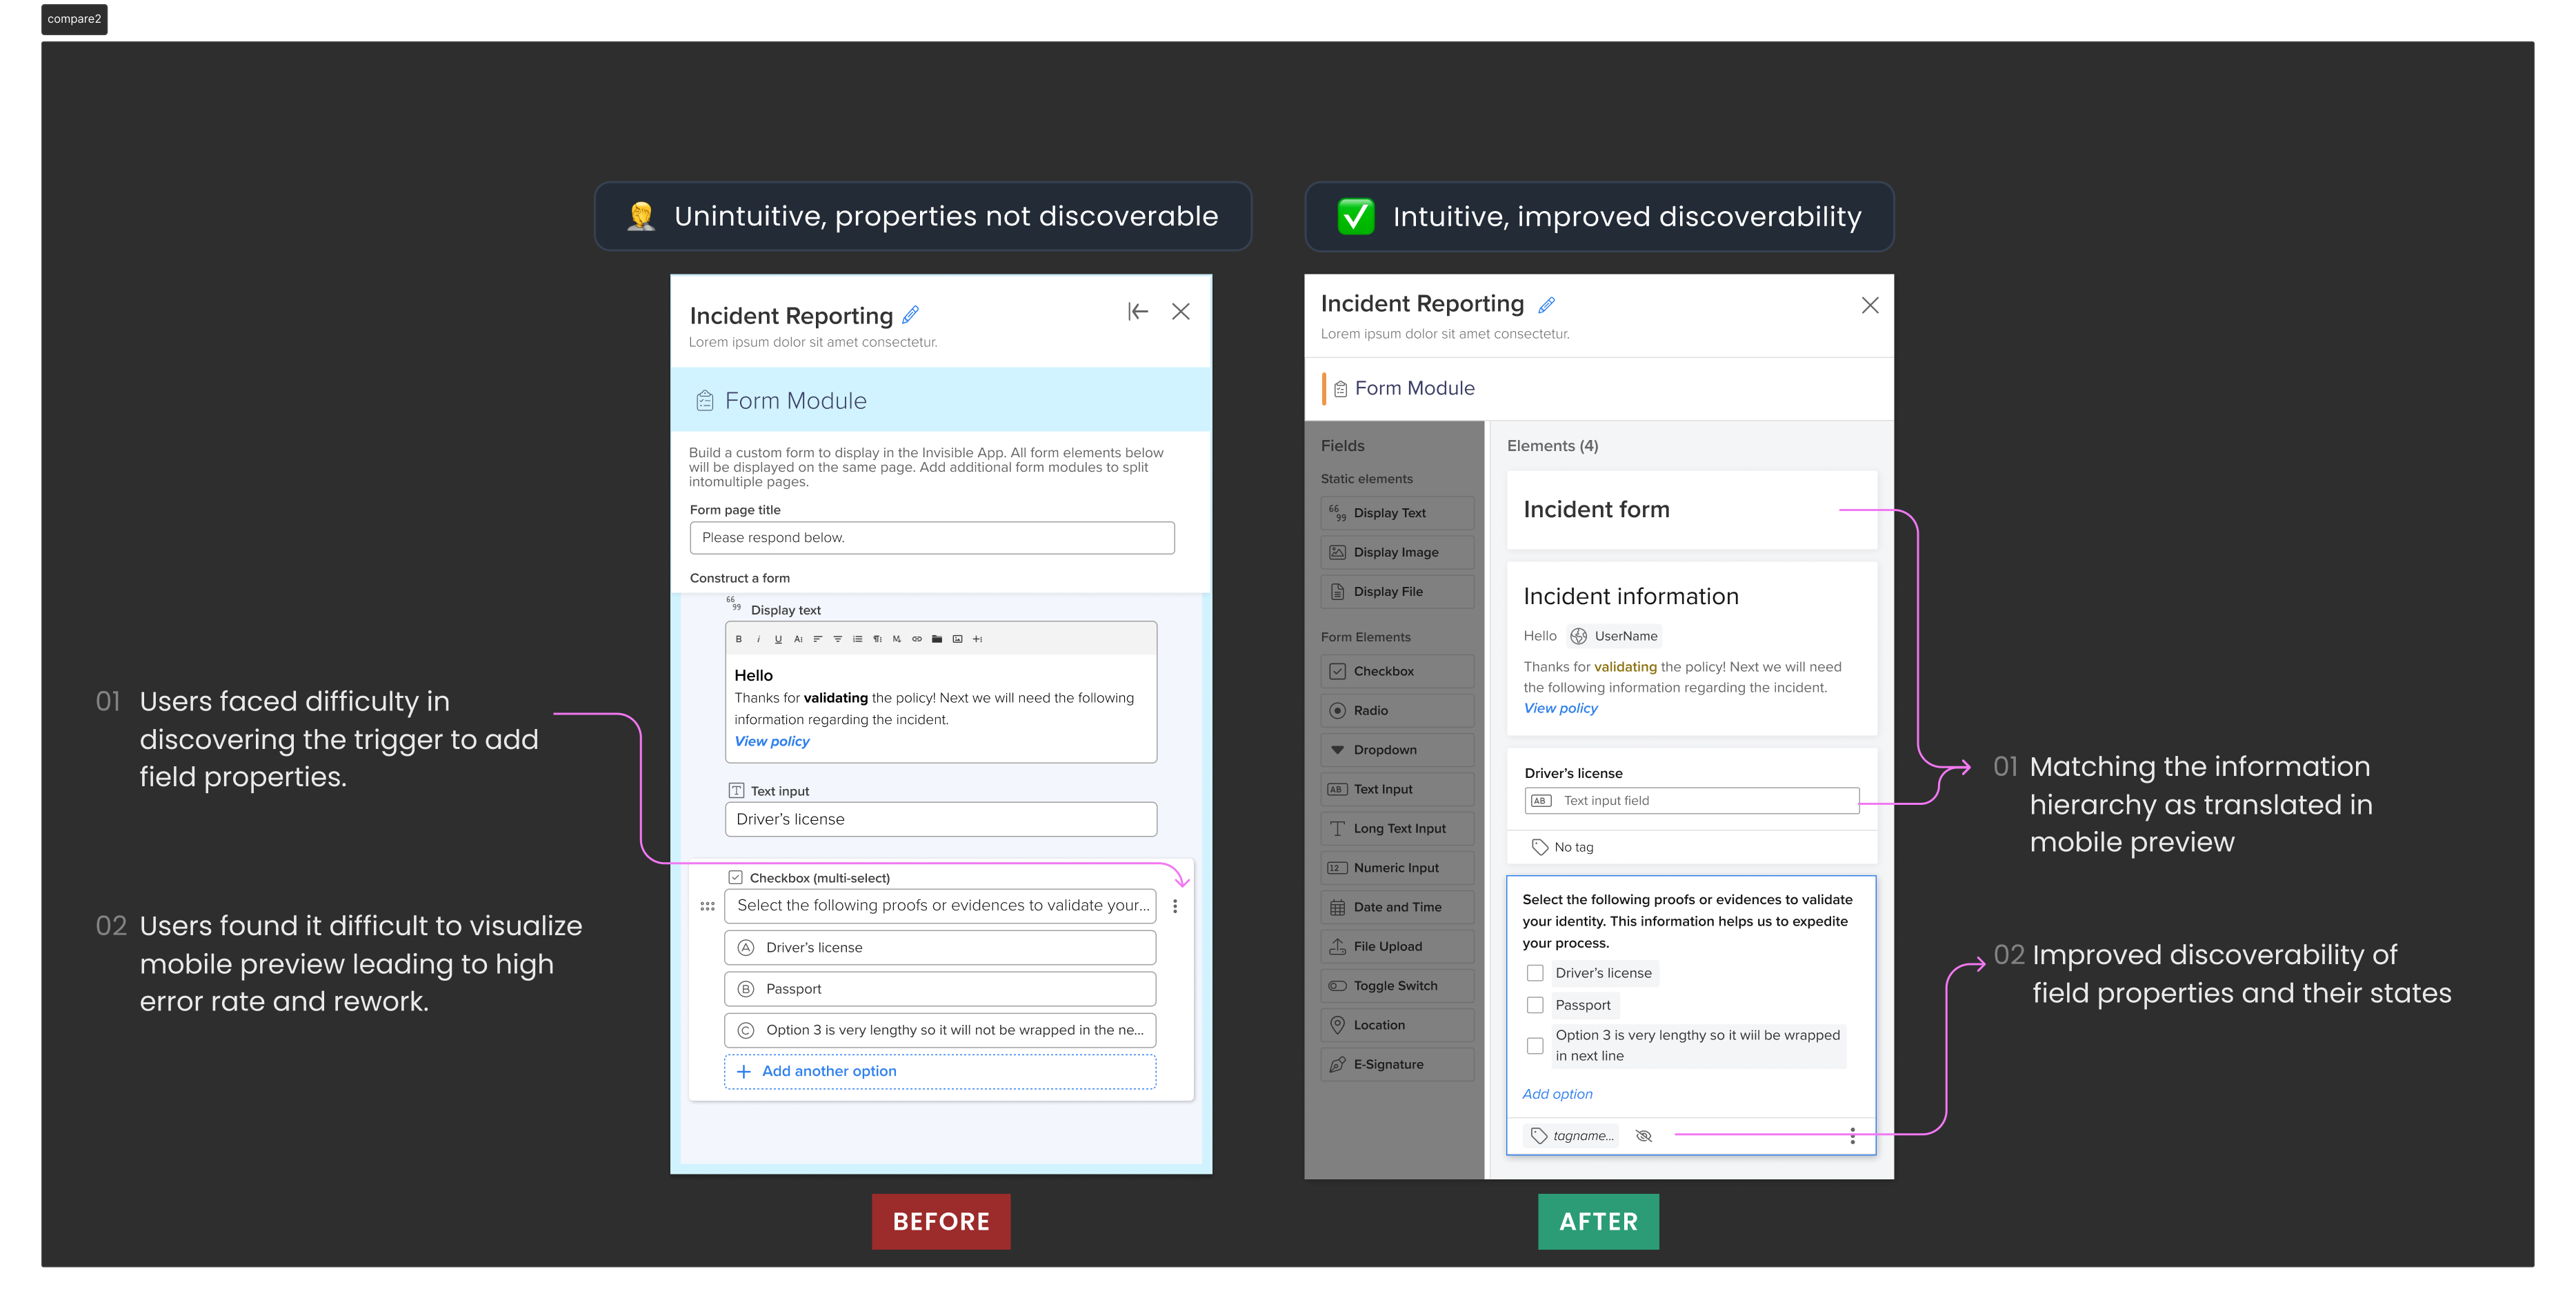 compare2
Unintuitive, properties not discoverable
Intuitive, improved discoverability
01 Users faced difficulty in
discovering the trigger to add
field properties.
02 Users found it difficult to visualize
mobile preview leading to high
error rate and rework.
Incident Reporting
Lorem ipsum dolor sit amet consectetur.
Form Module
Build a custom form to display in the Invisible App. All form elements below
will be displayed on the same page. Add additional form modules to split
intomultiple pages.
Form page title
Please respond below.
Construct a form
66
99 Display text
B i U
Hello
Thanks for validating the policy! Next we will need the following
information regarding the incident.
View policy
T Text input
Driver's license
Checkbox (multi-select)
Select the following proofs or evidences to validate your...
A Driver's license
B Passport
C Option 3 is very lengthy so it will not be wrapped in the ne...
+ Add another option
BEFORE
Incident Reporting
Lorem ipsum dolor sit amet consectetur.
Form Module
Fields
Static elements
66
99 Display Text
Display Image
Display File
Form Elements
Checkbox
Radio
Dropdown
AB Text Input
Long Text Input
12 Numeric Input
Date and Time
File Upload
Toggle Switch
Location
E-Signature
Elements (4)
Incident form
Incident information
Hello UserName
Thanks for validating the policy! Next we will need
the following information regarding the incident.
View policy
Driver's license
AB Text input field
No tag
Select the following proofs or evidences to validate
your identity. This information helps us to expedite
your process.
Driver's license
Passport
Option 3 is very lengthy so it wiil be wrapped
in next line
Add option
tagname...
AFTER
01 Matching the information
hierarchy as translated in
mobile preview
02 Improved discoverability of
field properties and their states